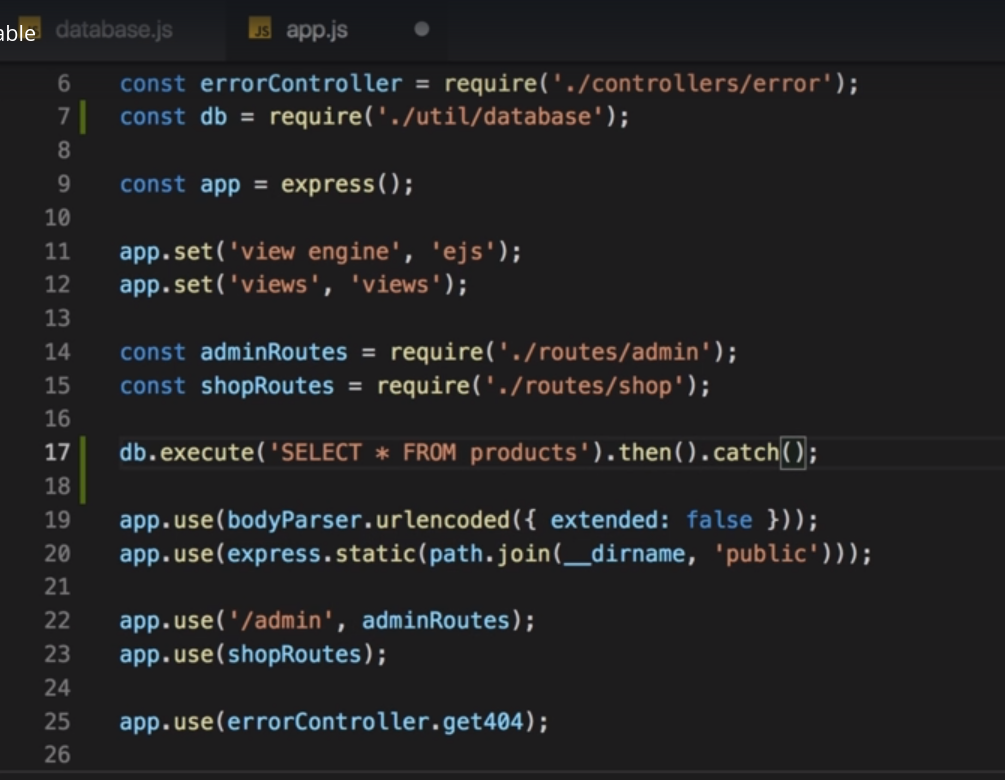 able
JS database.js
JS app.js
6 const errorController = require('./controllers/error');
7 const db = require('./util/database');
8
9 const app = express();
10
11 app.set('view engine', 'ejs');
12 app.set('views', 'views');
13
14 const adminRoutes = require('./routes/admin');
15 const shopRoutes = require('./routes/shop');
16
17 db.execute('SELECT * FROM products').then().catch();
18
19 app.use(bodyParser.urlencoded({ extended: false }));
20 app.use(express.static(path.join(__dirname, 'public')));
21
22 app.use('/admin', adminRoutes);
23 app.use(shopRoutes);
24
25 app.use(errorController.get404);
26